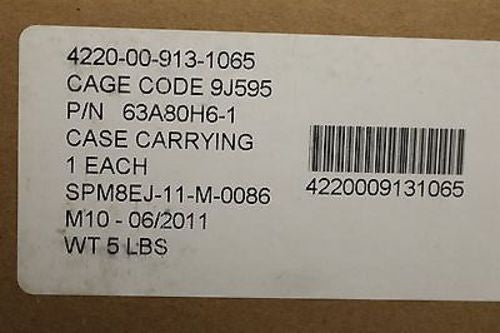 4220-00-913-1065
CAGE CODE 9J595
P/N 63A80H6-1
CASE CARRYING
1 EACH
SPM8EJ-11-M-0086
M10 - 06/2011
WT 5 LBS
4220009131065